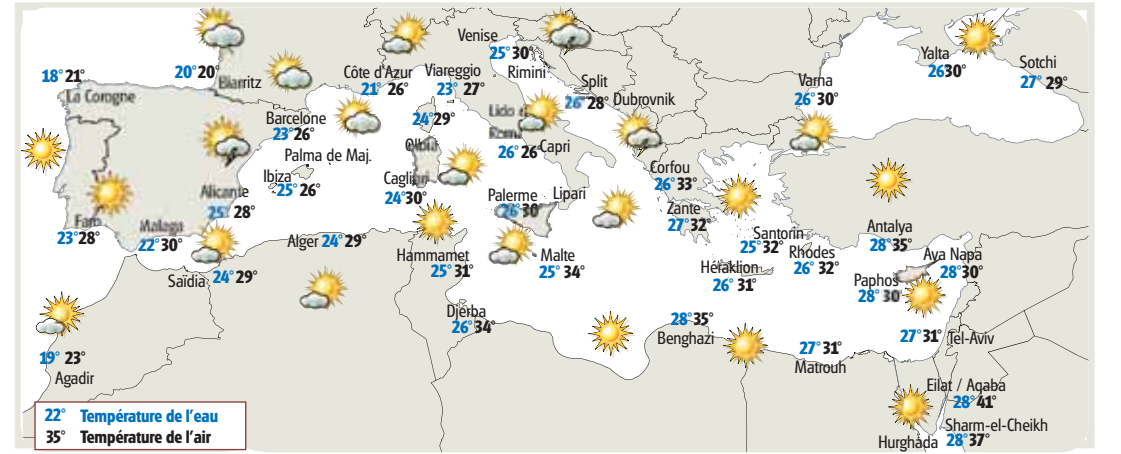 Venise
25° 30°
Rimini
Yalta
26 30°
Sotchi
27° 29°
18° 21°
La Corogne
20° 20°
Biarritz
Côte d'Azur
21° 26°
Viareggio
23° 27°
Split
26° 28°
Dubrovnik
Varna
26° 30°
Barcelone
23° 26°
24° 29°
Olbia
Lido
Roma
26° 26°
Capri
Palma de Maj.
Ibiza
25° 26°
Cagliari
24° 30°
Corfou
26° 33°
Alicante
25° 28°
Palerme
26° 30°
Lipari
Zante
27° 32°
Faro
23° 28°
Malaga
22° 30°
Alger 24° 29°
Santorin
25° 32°
Rhodes
26° 32°
Antalya
28° 35°
Hammamet
25° 31°
Malte
25° 34°
Héraklion
26° 31°
Ava Napa
28° 30°
Saïdia
24° 29°
Paphos
28° 30
Djerba
26° 34°
28° 35°
Benghazi
27° 31°
Tel-Aviv
27° 31°
Matrouh
19° 23°
Agadir
Eilat / Aqaba
28° 41°
22° Température de l'eau
35° Température de l'air
Sharm-el-Cheikh
Hurghada 28° 37°